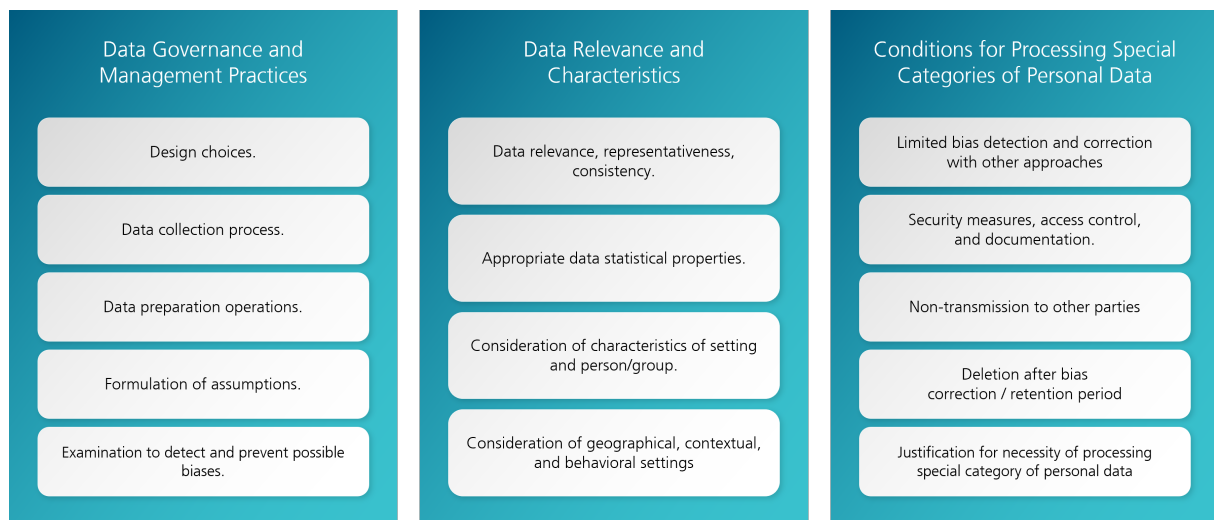 Data Governance and
Management Practices
Design choices.
Data collection process.
Data preparation operations.
Formulation of assumptions.
Examination to detect and prevent possible
biases.
Data Relevance and
Characteristics
Data relevance, representativeness,
consistency.
Appropriate data statistical properties.
Consideration of characteristics of setting
and person/group.
Consideration of geographical, contextual,
and behavioral settings
Conditions for Processing Special
Categories of Personal Data
Limited bias detection and correction
with other approaches
Security measures, access control,
and documentation.
Non-transmission to other parties
Deletion after bias
correction / retention period
Justification for necessity of processing
special category of personal data